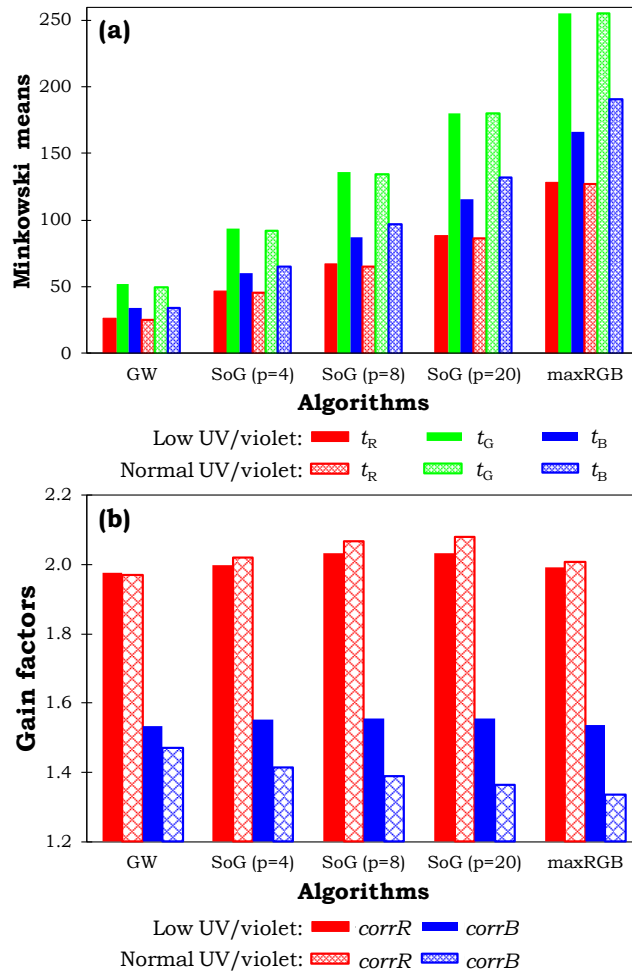 (a)
Minkowski means
250
200
150
100
50
0
GW SoG (p=4) SoG (p=8) SoG (p=20) maxRGB
Algorithms
Low UV/violet: tR tG tB
Normal UV/violet: tR tG tB
(b)
Gain factors
2.2
2.0
1.8
1.6
1.4
1.2
GW SoG (p=4) SoG (p=8) SoG (p=20) maxRGB
Algorithms
Low UV/violet: corrR corrB
Normal UV/violet: corrR corrB